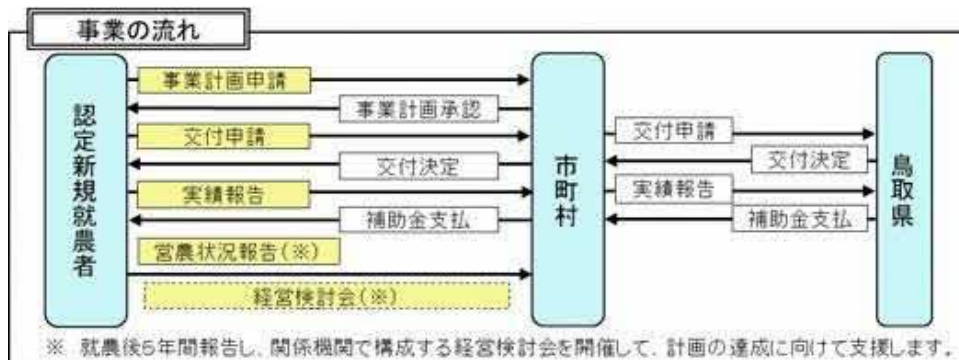 事業の流れ
認定新規就農者
市町村
鳥取県
事業計画申請
事業計画承認
交付申請
交付決定
実績報告
補助金支払
営農状況報告(※)
経営検討会(※)
交付申請
交付決定
実績報告
補助金支払
※ 就農後5年間報告し、関係機関で構成する経営検討会を開催して、計画の達成に向けて支援します。